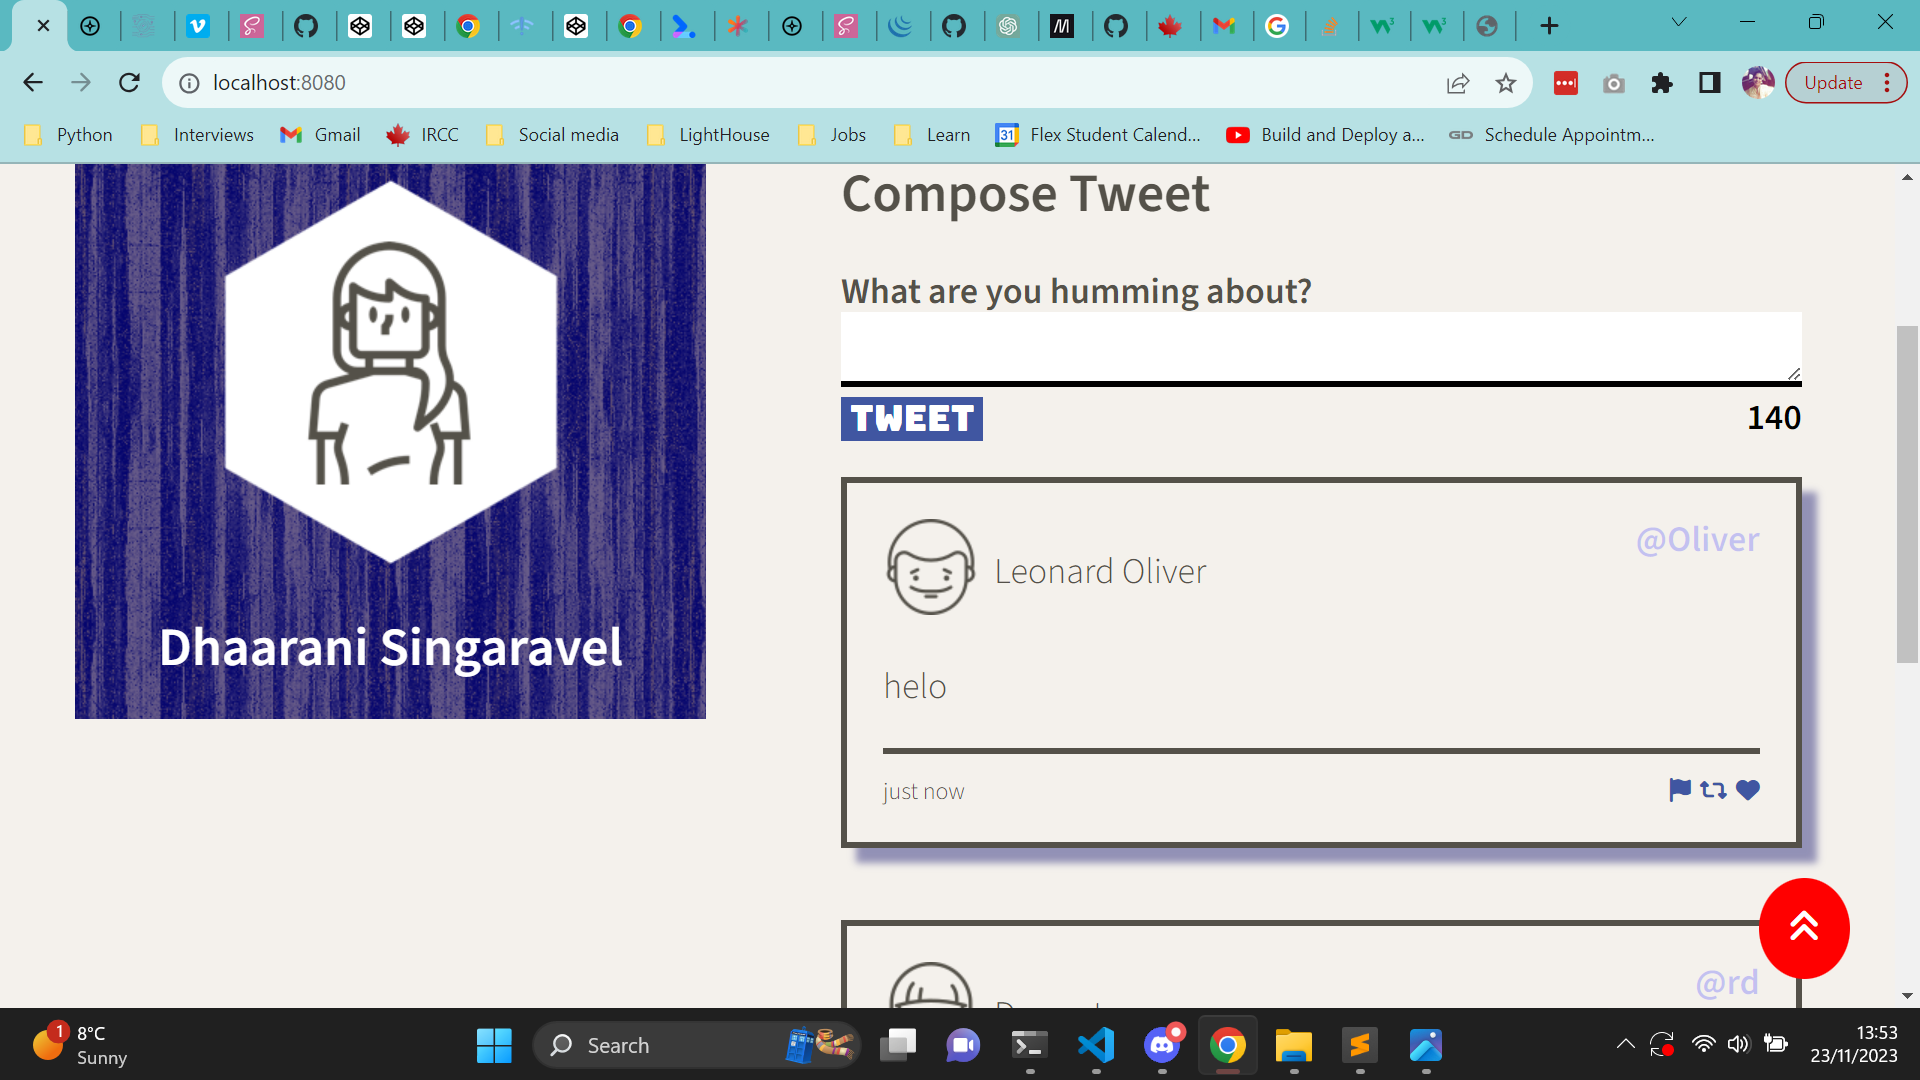 localhost:8080
Update
Python
Interviews
Gmail
IRCC
Social media
LightHouse
Jobs
Learn
31
Flex Student Calend...
Build and Deploy a...
GD
Schedule Appointm...
Compose Tweet
What are you humming about?
TWEET
140
Dhaarani Singaravel
@Oliver
Leonard Oliver
helo
just now
@rd
1
8°C
Sunny
Search
13:53
23/11/2023